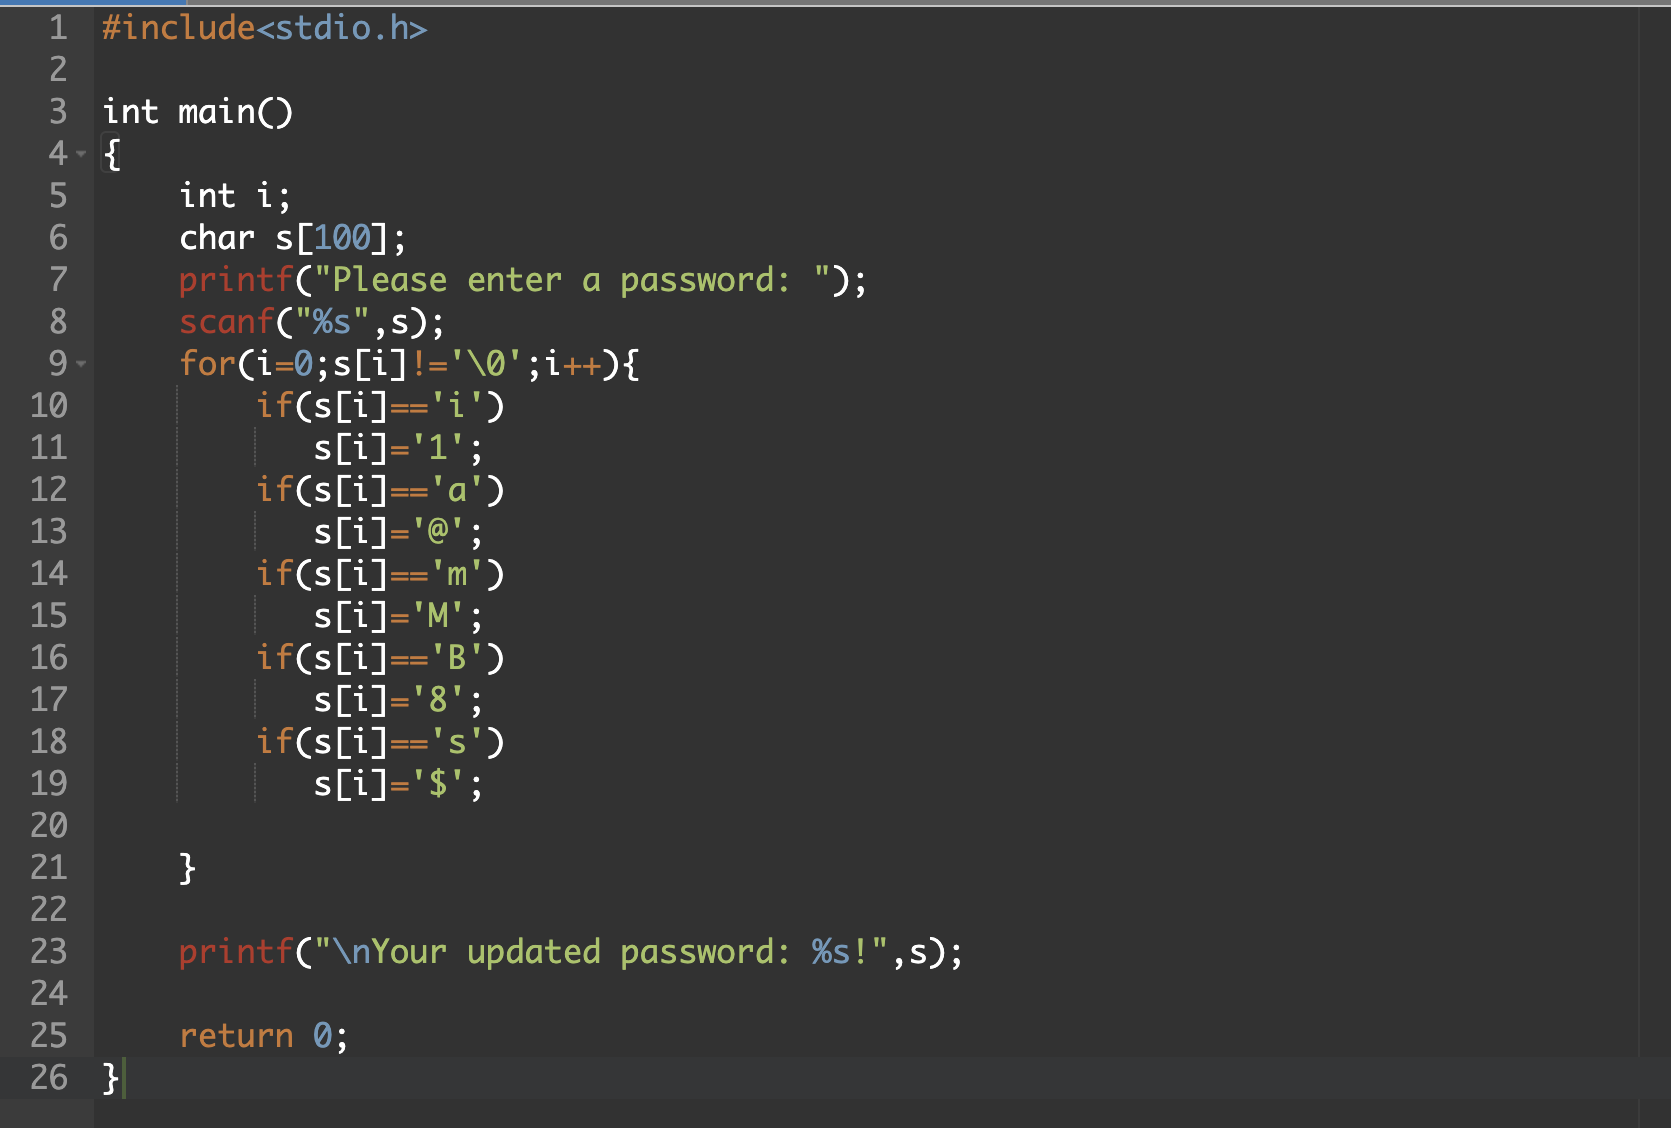 1 #include<stdio.h>
2
3 int main()
4 {
5     int i;
6     char s[100];
7     printf("Please enter a password: ");
8     scanf("%s",s);
9     for(i=0;s[i]!='\0';i++){
10         if(s[i]=='i')
11            s[i]='1';
12         if(s[i]=='a')
13            s[i]='@';
14         if(s[i]=='m')
15            s[i]='M';
16         if(s[i]=='B')
17            s[i]='8';
18         if(s[i]=='s')
19            s[i]='$';
20
21     }
22
23     printf("\nYour updated password: %s!",s);
24
25     return 0;
26 }